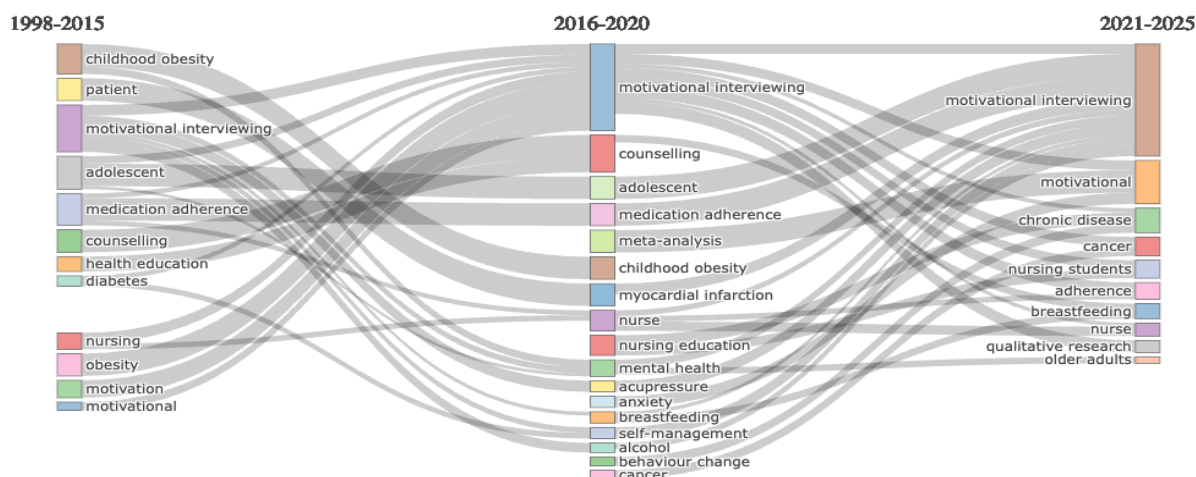 1998-2015
2016-2020
2021-2025
childhood obesity
patient
motivational interviewing
adolescent
medication adherence
counselling
health education
diabetes
nursing
obesity
motivation
motivational
motivational interviewing
counselling
adolescent
medication adherence
meta-analysis
childhood obesity
myocardial infarction
nurse
nursing education
mental health
acupressure
anxiety
breastfeeding
self-management
alcohol
behaviour change
cancer
motivational interviewing
motivational
chronic disease
cancer
nursing students
adherence
breastfeeding
nurse
qualitative research
older adults